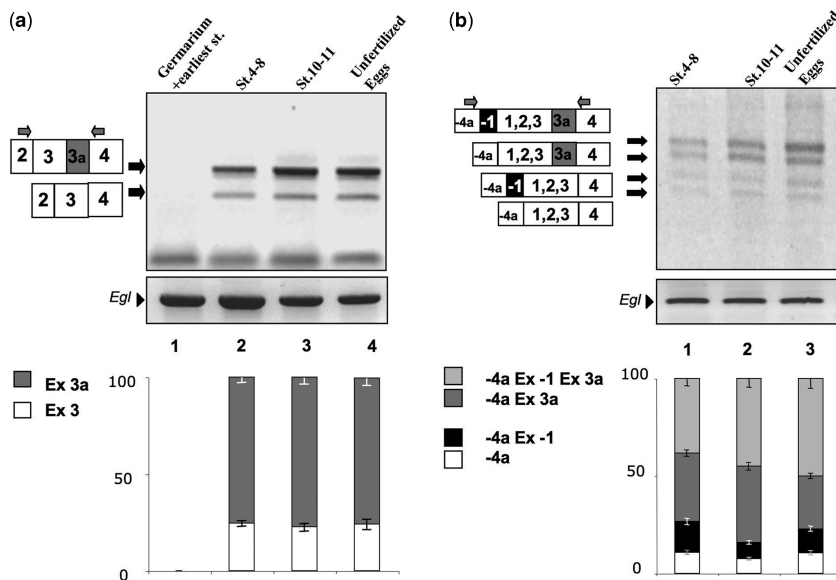 (a)
Germarium
+earliest st.
St.4-8
St.10-11
Unfertilized
Eggs
2 3 3a 4
2 3 4
Egl
1 2 3 4
Ex 3a
Ex 3
100
50
0
(b)
St.4-8
St.10-11
Unfertilized
Eggs
-4a -1 1,2,3 3a 4
-4a 1,2,3 3a 4
-4a -1 1,2,3 4
-4a 1,2,3 4
Egl
1 2 3
-4a Ex -1 Ex 3a
-4a Ex 3a
-4a Ex -1
-4a
100
50
0